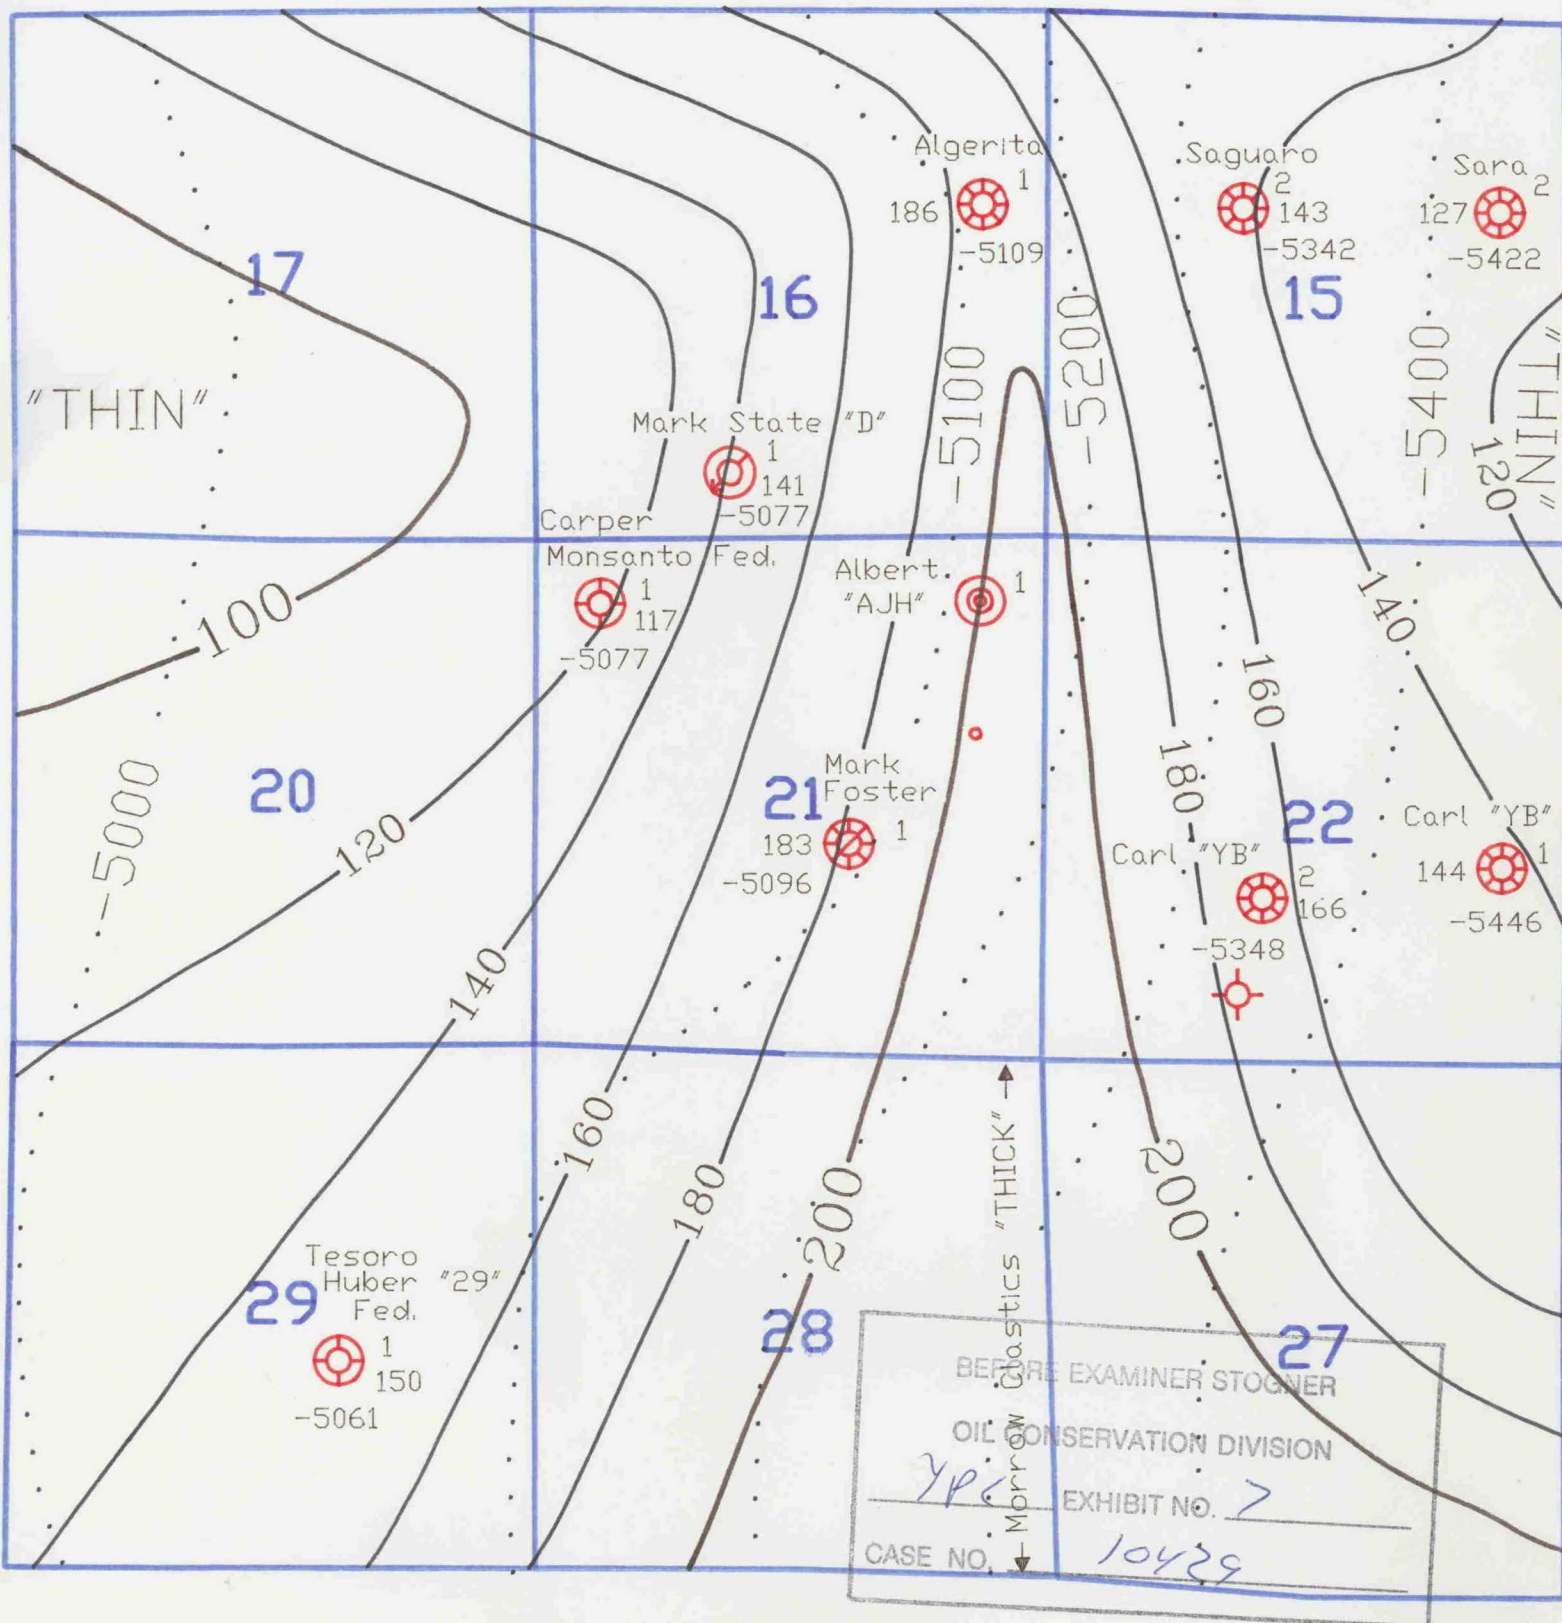 Algerita
1
186
-5109
Saguaro
2
143
-5342
Sara
2
127
-5422
17
16
15
"THIN"
-5100
-5200
-5400
"THIN"
120
Mark State "D"
1
141
-5077
Carper
Monsanto Fed.
1
117
-5077
Albert
"AJH"
1
100
140
160
-5000
20
21
Mark
Foster
183
1
-5096
180
22
Carl "YB"
2
166
-5348
Carl "YB"
1
144
-5446
120
140
160
180
200
200
Morrow Clastics "THICK"
Tesoro
Huber "29"
Fed.
1
150
-5061
29
28
27
BEFORE EXAMINER STOGNER
OIL CONSERVATION DIVISION
YPC EXHIBIT NO. 7
CASE NO. 10429